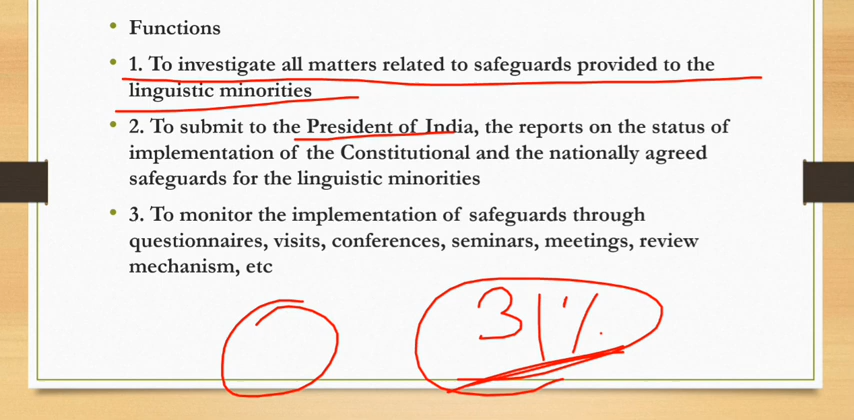 Functions
1. To investigate all matters related to safeguards provided to the
linguistic minorities
2. To submit to the President of India, the reports on the status of
implementation of the Constitutional and the nationally agreed
safeguards for the linguistic minorities
3. To monitor the implementation of safeguards through
questionnaires, visits, conferences, seminars, meetings, review
mechanism, etc
31%